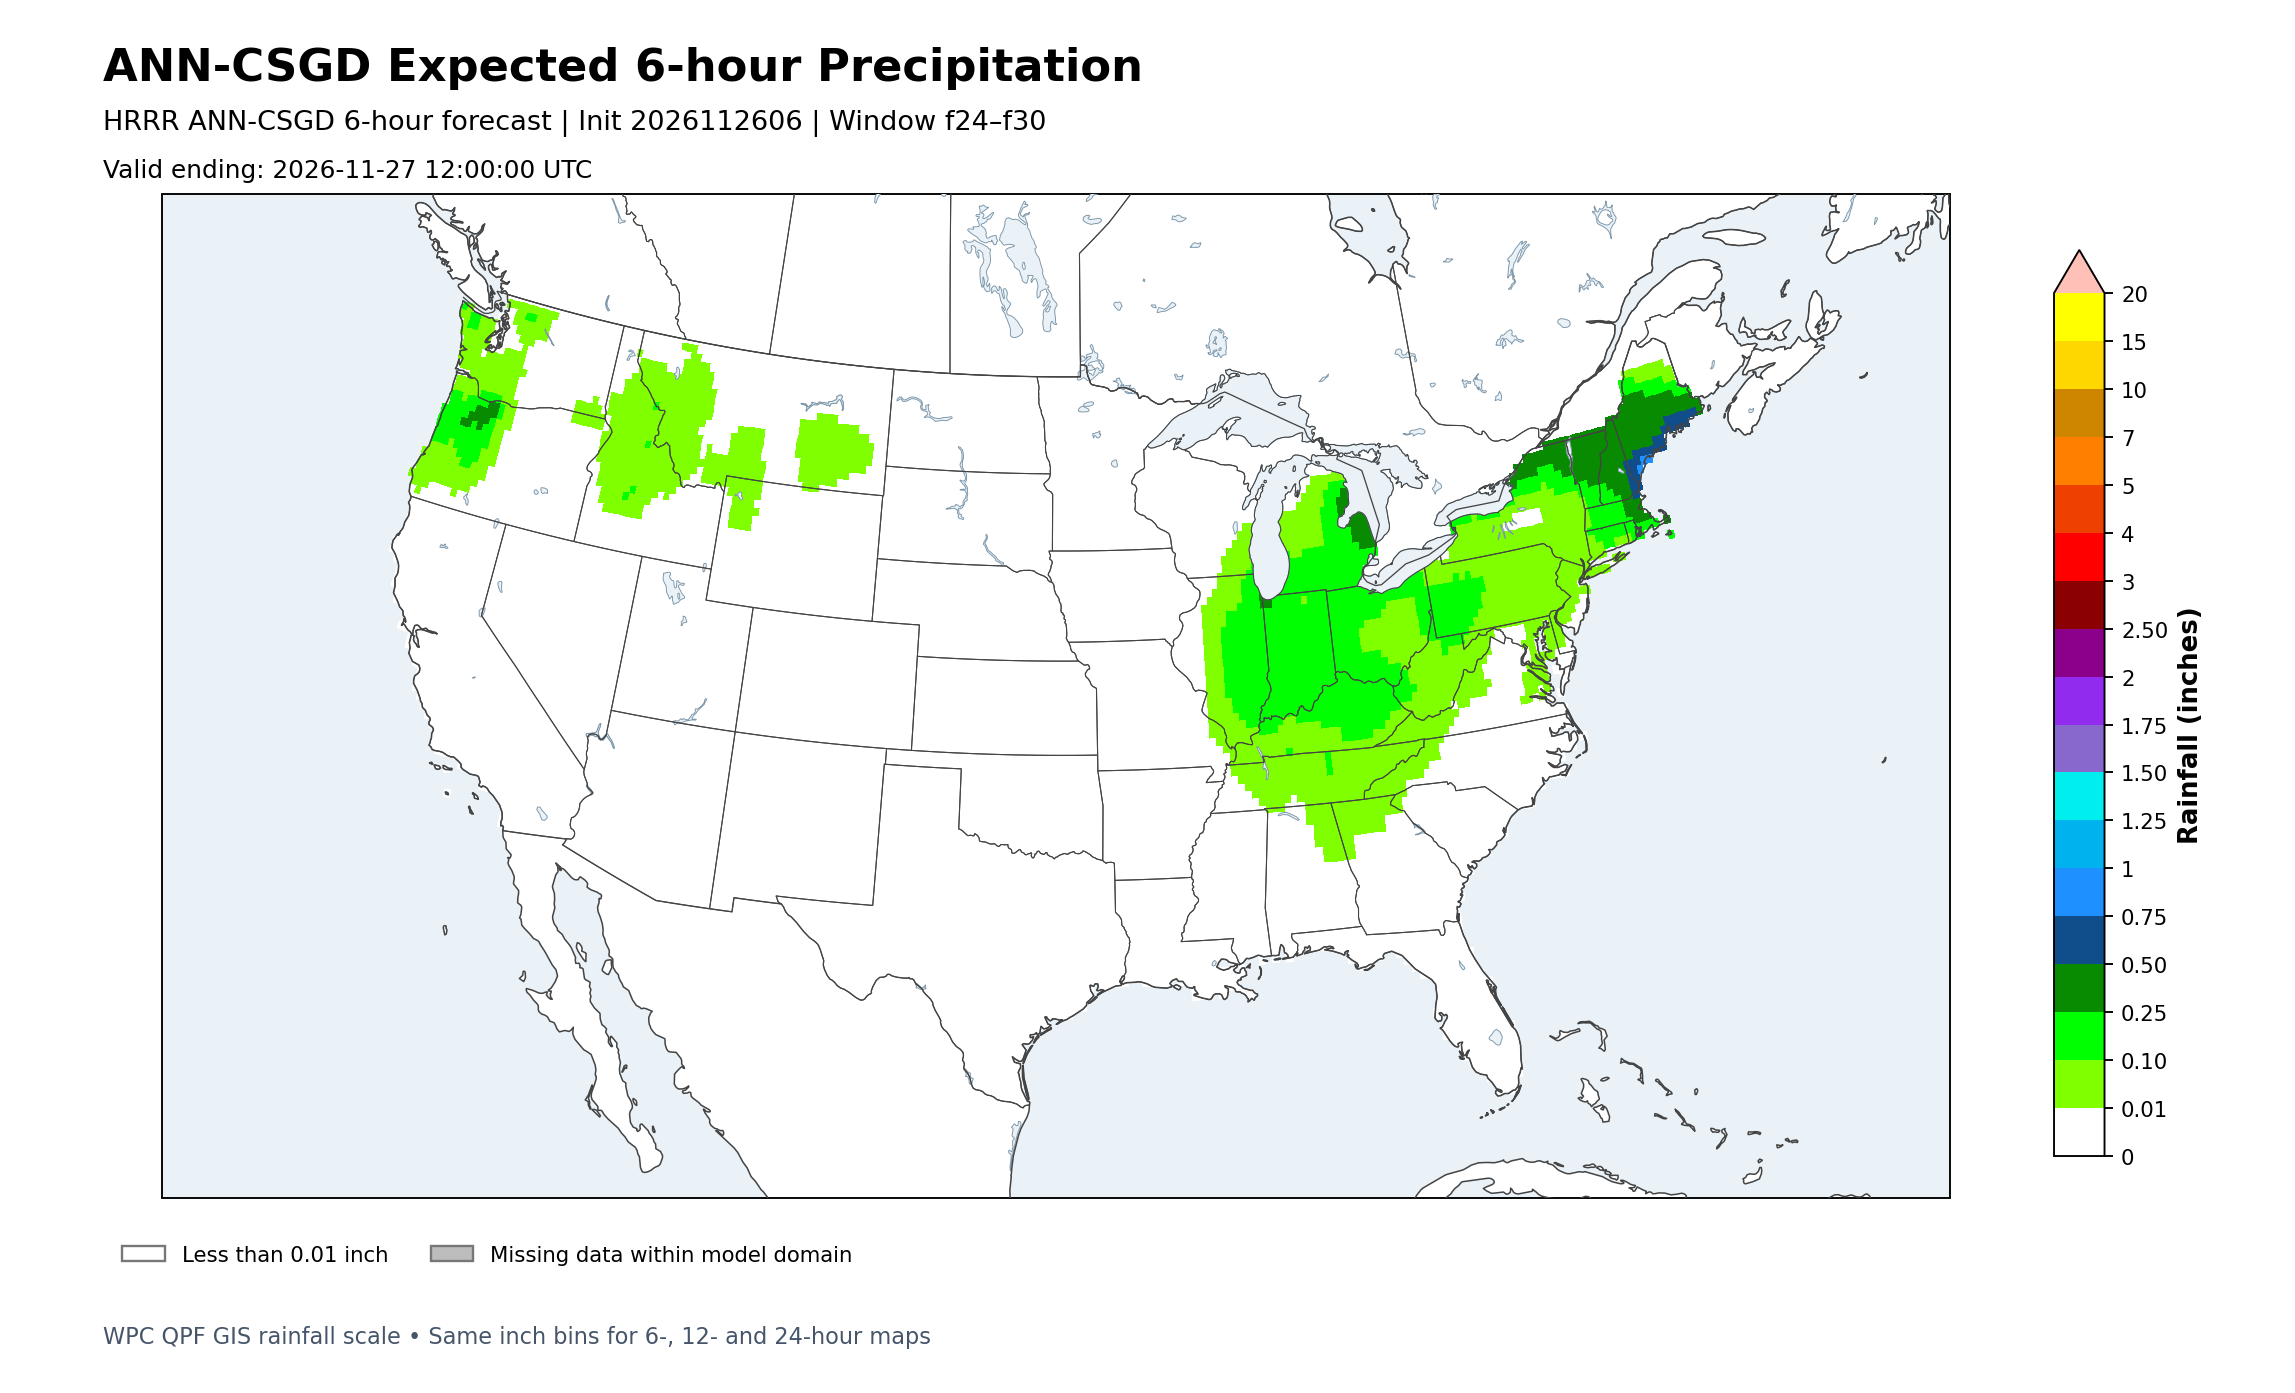 ANN-CSGD Expected 6-hour Precipitation
HRRR ANN-CSGD 6-hour forecast | Init 2026112606 | Window f24–f30
Valid ending: 2026-11-27 12:00:00 UTC
20
15
10
7
5
4
3
2.50
2
1.75
1.50
1.25
1
0.75
0.50
0.25
0.10
0.01
0
Rainfall (inches)
Less than 0.01 inch
Missing data within model domain
WPC QPF GIS rainfall scale • Same inch bins for 6-, 12- and 24-hour maps